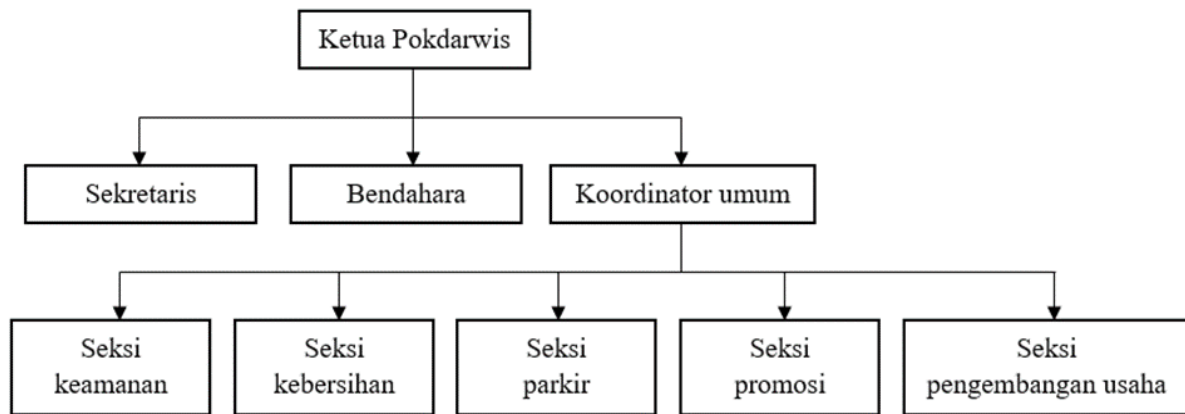 Ketua Pokdarwis
Sekretaris
Bendahara
Koordinator umum
Seksi
keamanan
Seksi
kebersihan
Seksi
parkir
Seksi
promosi
Seksi
pengembangan usaha